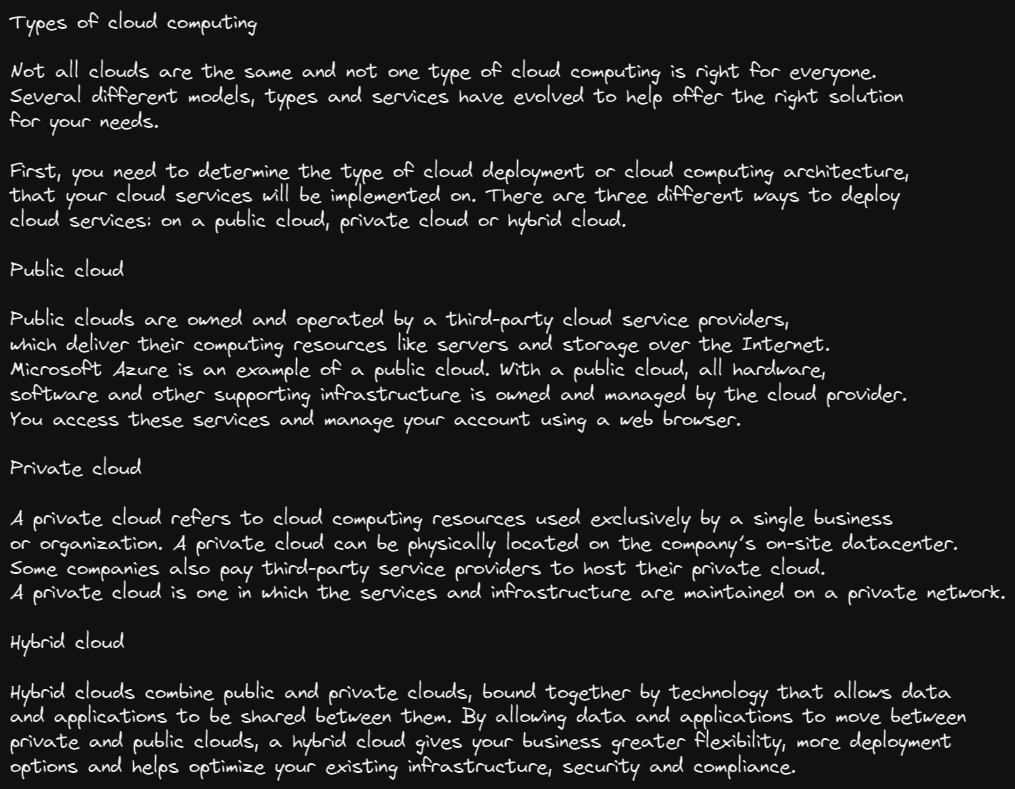 Types of cloud computing
Not all clouds are the same and not one type of cloud computing is right for everyone.
Several different models, types and services have evolved to help offer the right solution
for your needs.
First, you need to determine the type of cloud deployment or cloud computing architecture,
that your cloud services will be implemented on. There are three different ways to deploy
cloud services: on a public cloud, private cloud or hybrid cloud.
Public cloud
Public clouds are owned and operated by a third-party cloud service providers,
which deliver their computing resources like servers and storage over the Internet.
Microsoft Azure is an example of a public cloud. With a public cloud, all hardware,
software and other supporting infrastructure is owned and managed by the cloud provider.
You access these services and manage your account using a web browser.
Private cloud
A private cloud refers to cloud computing resources used exclusively by a single business
or organization. A private cloud can be physically located on the company's on-site datacenter.
Some companies also pay third-party service providers to host their private cloud.
A private cloud is one in which the services and infrastructure are maintained on a private network.
Hybrid cloud
Hybrid clouds combine public and private clouds, bound together by technology that allows data
and applications to be shared between them. By allowing data and applications to move between
private and public clouds, a hybrid cloud gives your business greater flexibility, more deployment
options and helps optimize your existing infrastructure, security and compliance.